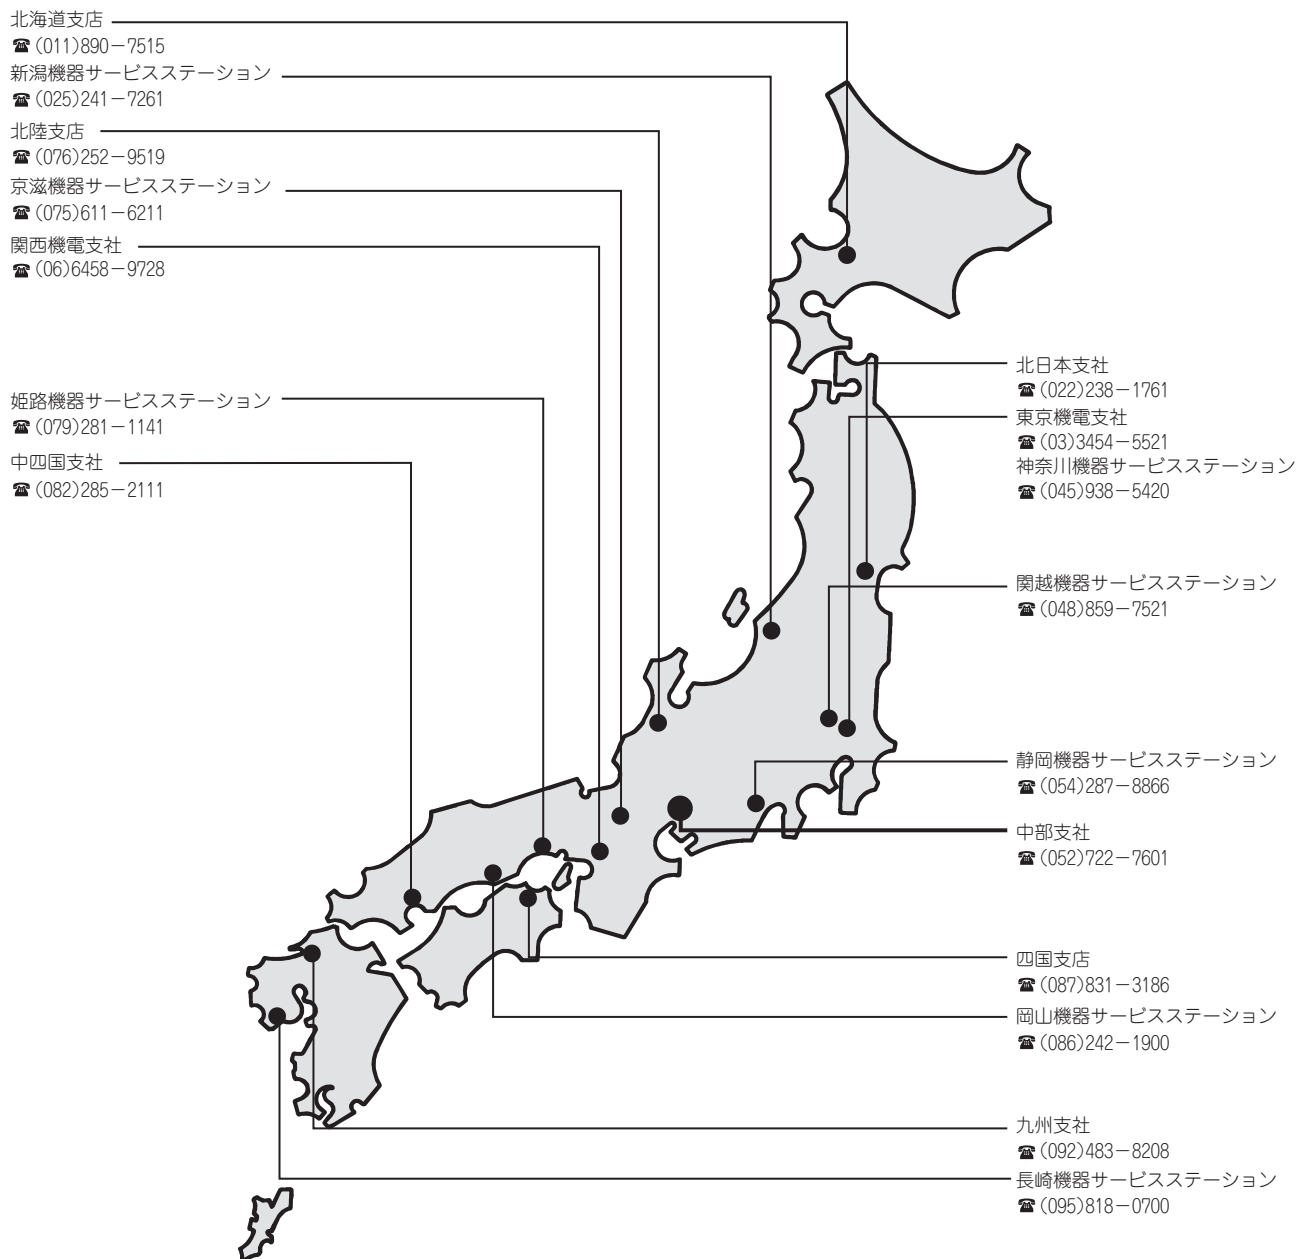 北海道支店
☎(011)890－7515
新潟機器サービスステーション
☎(025)241－7261
北陸支店
☎(076)252－9519
京滋機器サービスステーション
☎(075)611－6211
関西機電支社
☎(06)6458－9728
姫路機器サービスステーション
☎(079)281－1141
中四国支社
☎(082)285－2111
北日本支社
☎(022)238－1761
東京機電支社
☎(03)3454－5521
神奈川機器サービスステーション
☎(045)938－5420
関越機器サービスステーション
☎(048)859－7521
静岡機器サービスステーション
☎(054)287－8866
中部支社
☎(052)722－7601
四国支店
☎(087)831－3186
岡山機器サービスステーション
☎(086)242－1900
九州支社
☎(092)483－8208
長崎機器サービスステーション
☎(095)818－0700